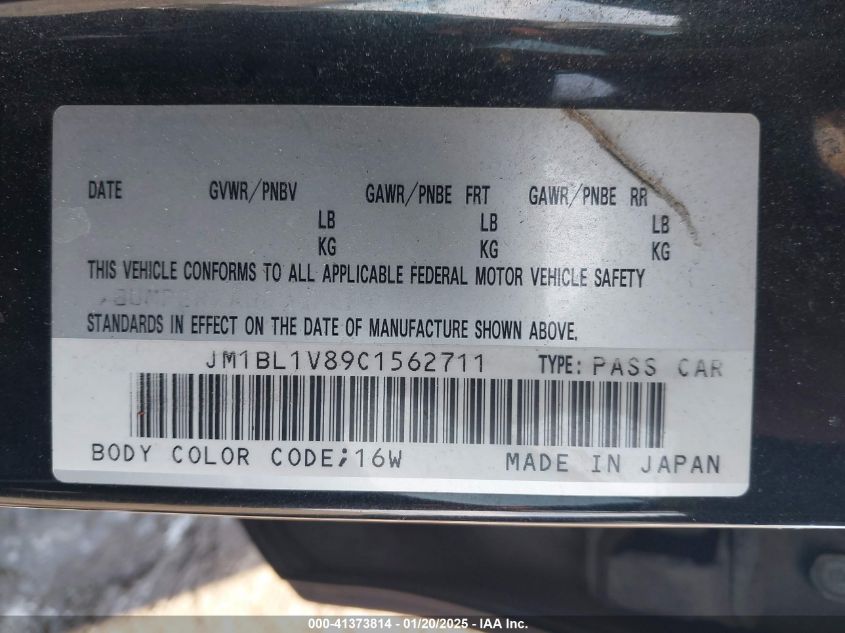 DATE GVWR/PNBV GAWR/PNBE FRT GAWR/PNBE RR
LB LB LB
KG KG KG
THIS VEHICLE CONFORMS TO ALL APPLICABLE FEDERAL MOTOR VEHICLE SAFETY
STANDARDS IN EFFECT ON THE DATE OF MANUFACTURE SHOWN ABOVE.
JM1BL1V89C1562711 TYPE: PASS CAR
BODY COLOR CODE;16W MADE IN JAPAN
000-41373814 - 01/20/2025 - IAA Inc.